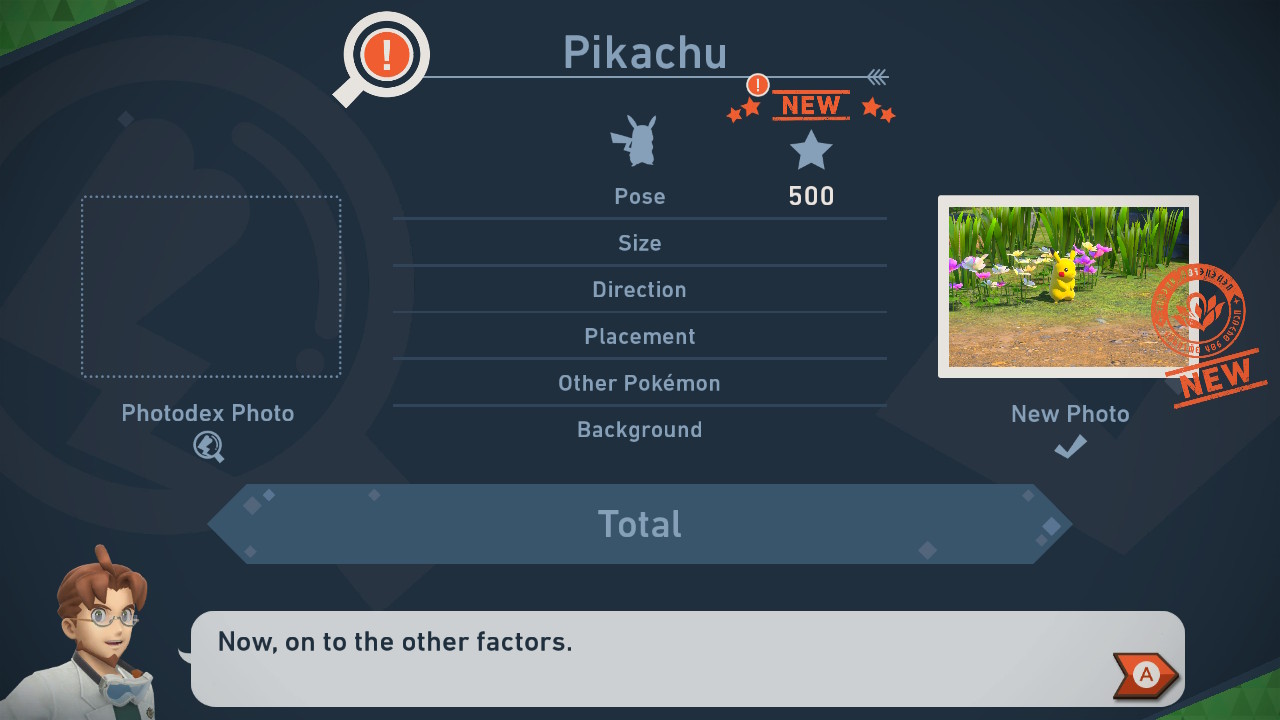 Pikachu
NEW
Pose
500
Size
Direction
Placement
Other Pokémon
Background
Photodex Photo
New Photo
NEW
Total
Now, on to the other factors.
A